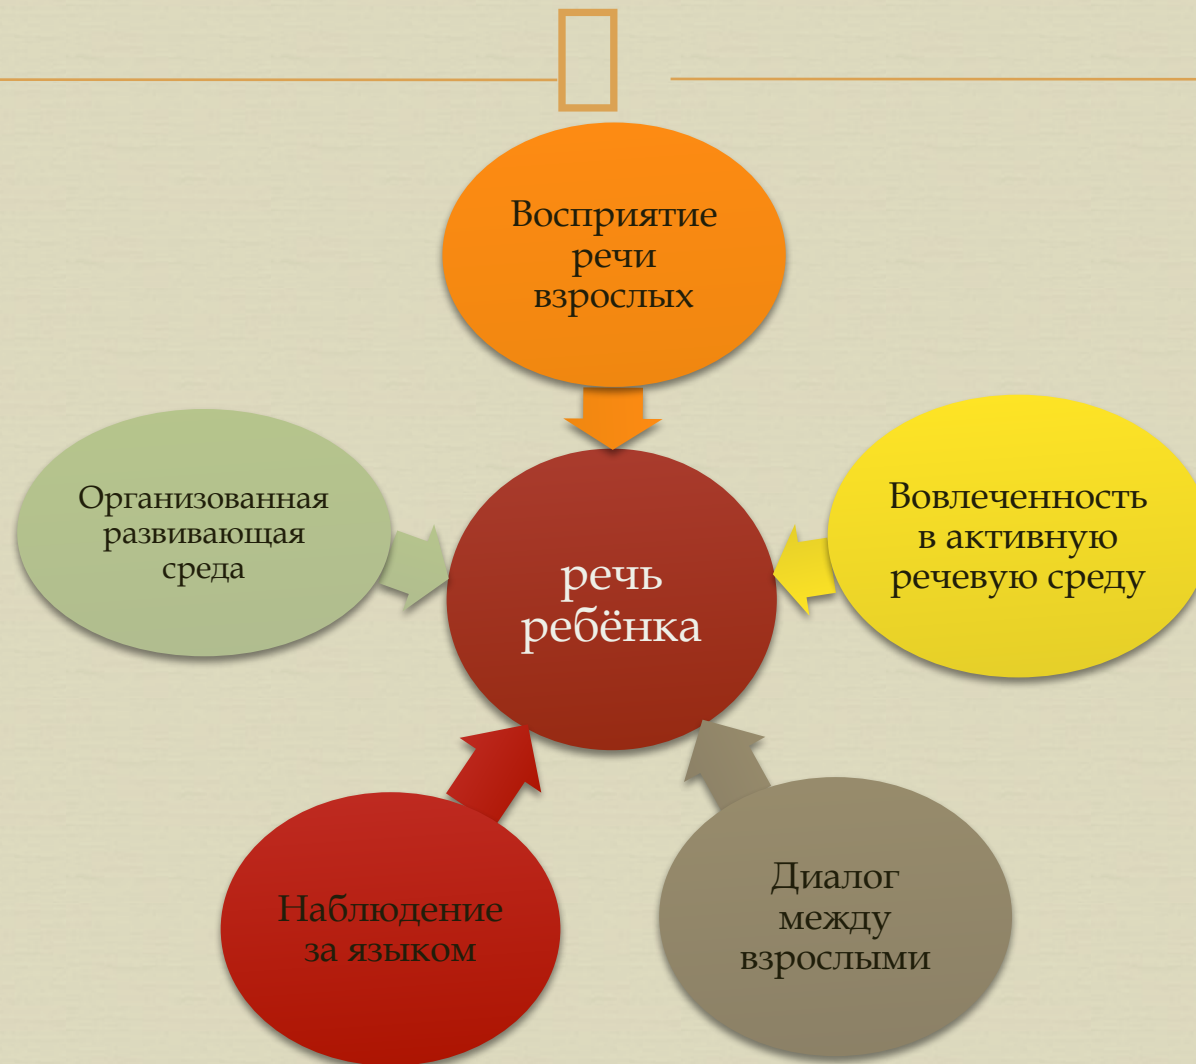 Восприятие
речи
взрослых
Организованная
развивающая
среда
Вовлеченность
в активную
речевую среду
речь
ребёнка
Наблюдение
за языком
Диалог
между
взрослыми